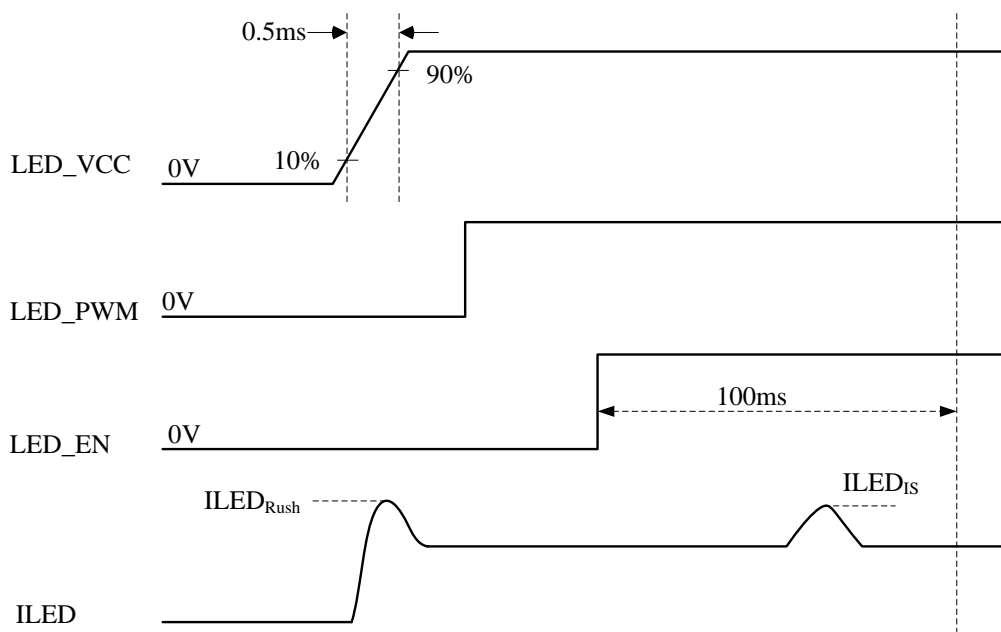 0.5ms
90%
10%
LED_VCC
0V
LED_PWM
0V
100ms
LED_EN
0V
ILEDRush
ILEDIS
ILED